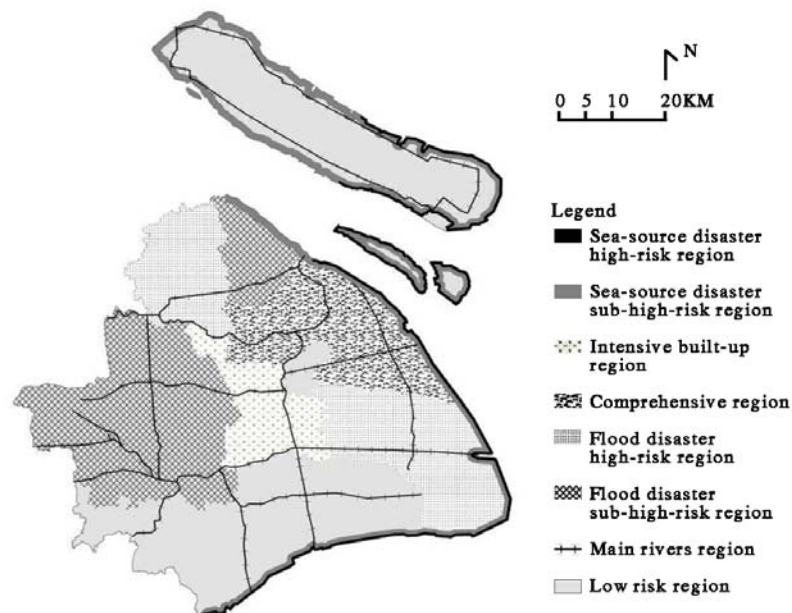 N
0 5 10 20KM
Legend
Sea-source disaster
high-risk region
Sea-source disaster
sub-high-risk region
Intensive built-up
region
Comprehensive region
Flood disaster
high-risk region
Flood disaster
sub-high-risk region
Main rivers region
Low risk region